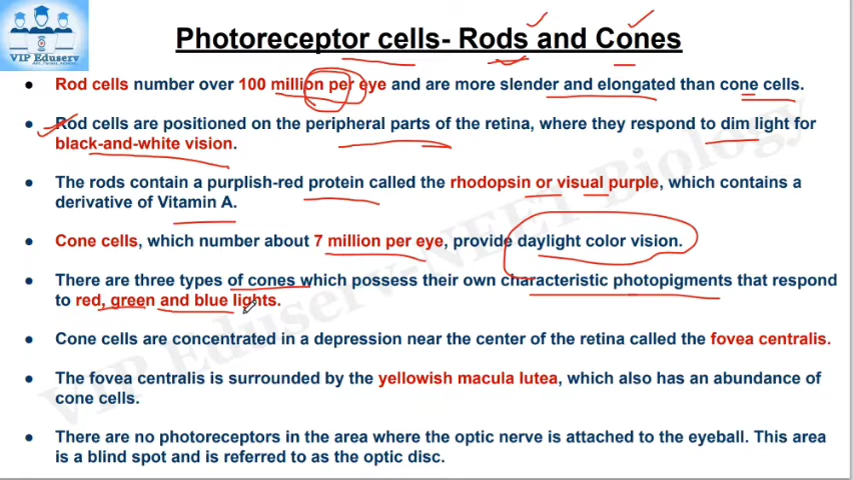 VIP Eduserv
Photoreceptor cells- Rods and Cones
● Rod cells number over 100 million per eye and are more slender and elongated than cone cells.
● Rod cells are positioned on the peripheral parts of the retina, where they respond to dim light for
black-and-white vision.
● The rods contain a purplish-red protein called the rhodopsin or visual purple, which contains a
derivative of Vitamin A.
● Cone cells, which number about 7 million per eye, provide daylight color vision.
● There are three types of cones which possess their own characteristic photopigments that respond
to red, green and blue lights.
● Cone cells are concentrated in a depression near the center of the retina called the fovea centralis.
● The fovea centralis is surrounded by the yellowish macula lutea, which also has an abundance of
cone cells.
● There are no photoreceptors in the area where the optic nerve is attached to the eyeball. This area
is a blind spot and is referred to as the optic disc.
VIP Eduserv-NEET Biology